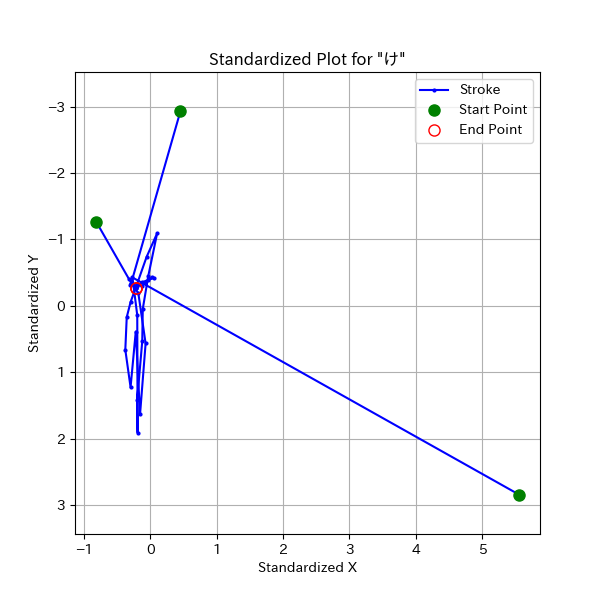 Standardized Plot for "け"
Stroke
Start Point
End Point
−3
−2
−1
0
1
2
3
Standardized Y
−1 0 1 2 3 4 5
Standardized X